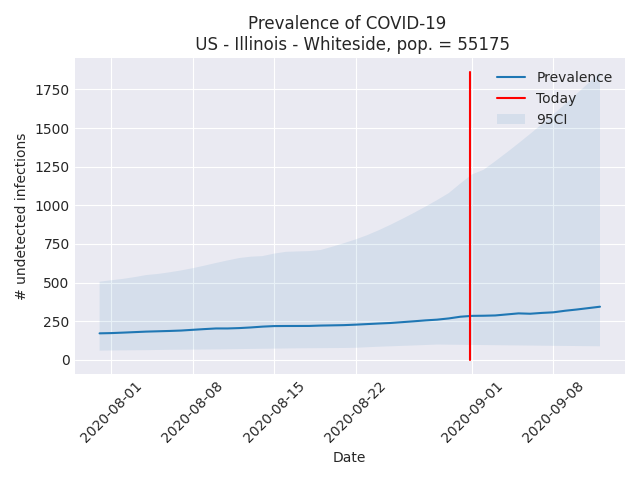 Prevalence of COVID-19
US - Illinois - Whiteside, pop. = 55175
Prevalence
Today
95CI
1750
1500
1250
1000
750
500
250
0
# undetected infections
2020-08-01
2020-08-08
2020-08-15
2020-08-22
2020-09-01
2020-09-08
Date